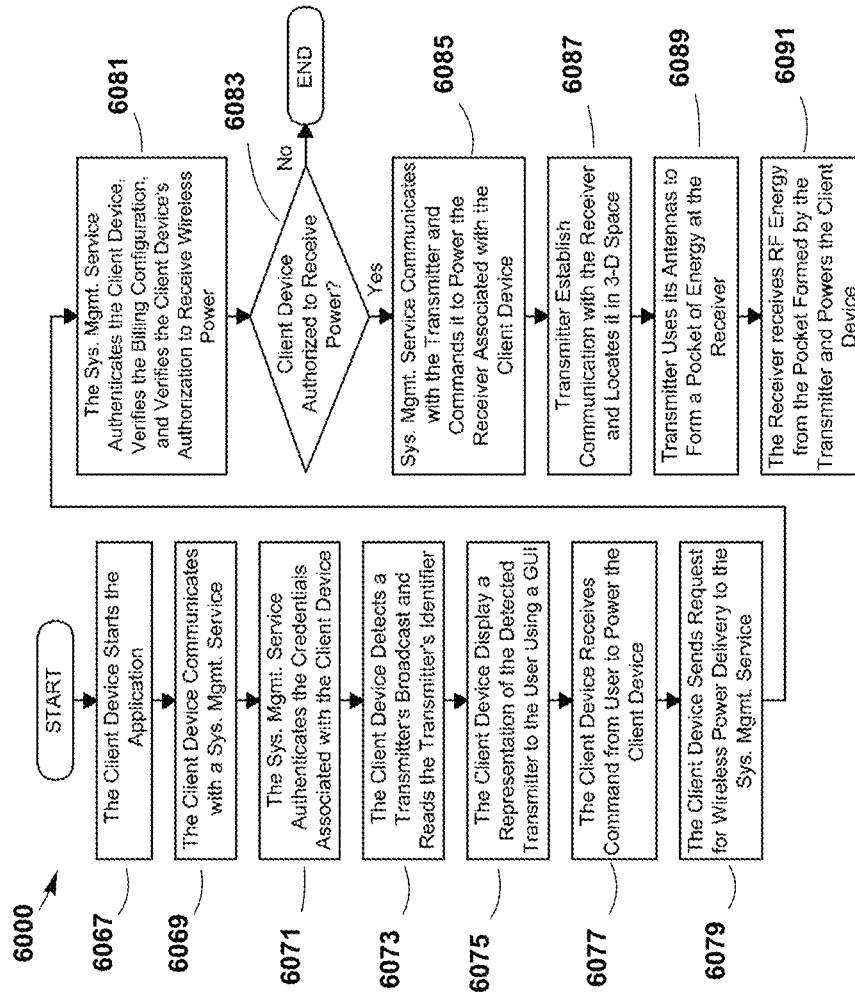 6000
START
6067
The Client Device Starts the
Application
6069
The Client Device Communicates
with a Sys. Mgmt. Service
6071
The Sys. Mgmt. Service
Authenticates the Credentials
Associated with the Client Device
6073
The Client Device Detects a
Transmitter's Broadcast and
Reads the Transmitter's Identifier
6075
The Client Device Display a
Representation of the Detected
Transmitter to the User Using a GUI
6077
The Client Device Receives
Command from User to Power the
Client Device
6079
The Client Device Sends Request
for Wireless Power Delivery to the
Sys. Mgmt. Service
6081
The Sys. Mgmt. Service
Authenticates the Client Device,
Verifies the Billing Configuration,
and Verifies the Client Device's
Authorization to Receive Wireless
Power
6083
Client Device
Authorized to Receive
Power?
No
END
Yes
6085
Sys. Mgmt. Service Communicates
with the Transmitter and
Commands it to Power the
Receiver Associated with the
Client Device
6087
Transmitter Establish
Communication with the Receiver
and Locates it in 3-D Space
6089
Transmitter Uses its Antennas to
Form a Pocket of Energy at the
Receiver
6091
The Receiver receives RF Energy
from the Pocket Formed by the
Transmitter and Powers the Client
Device